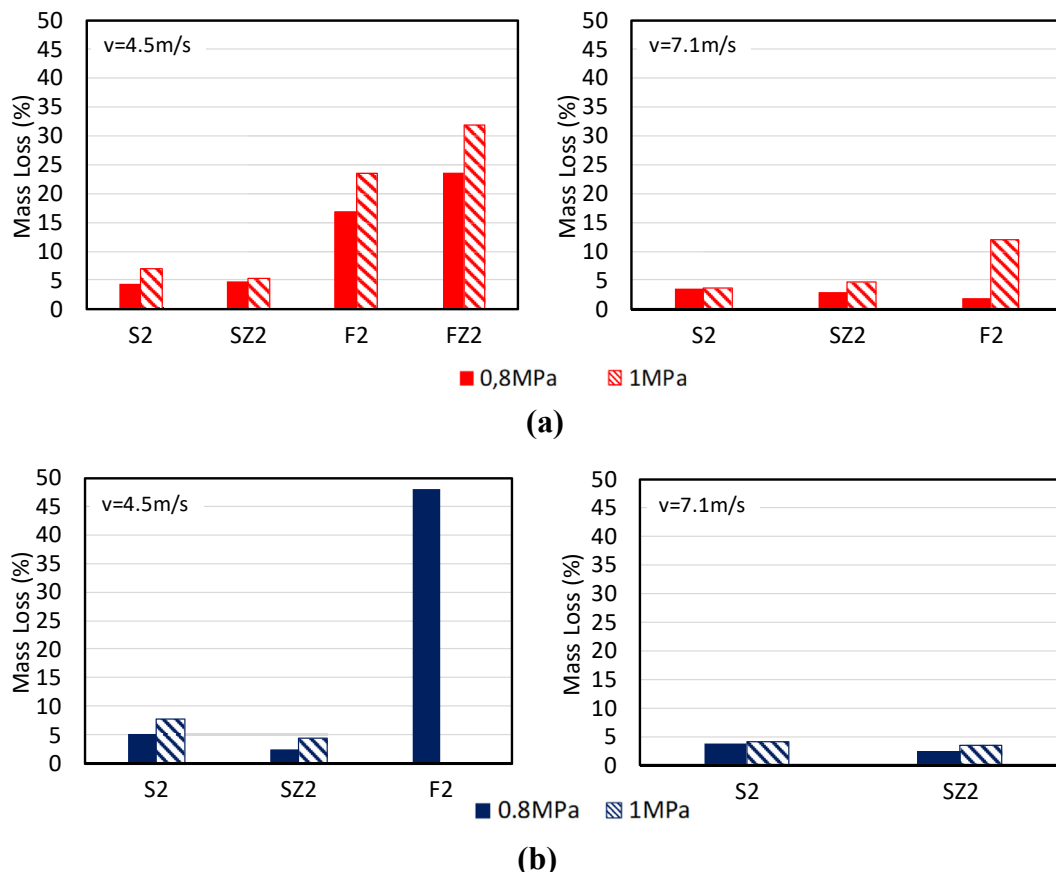 50
45
40
35
30
25
20
15
10
5
0
Mass Loss (%)
v=4.5m/s
S2 SZ2 F2 FZ2
50
45
40
35
30
25
20
15
10
5
0
Mass Loss (%)
v=7.1m/s
S2 SZ2 F2
0,8MPa 1MPa
(a)
50
45
40
35
30
25
20
15
10
5
0
Mass Loss (%)
v=4.5m/s
S2 SZ2 F2
50
45
40
35
30
25
20
15
10
5
0
Mass Loss (%)
v=7.1m/s
S2 SZ2
0.8MPa 1MPa
(b)